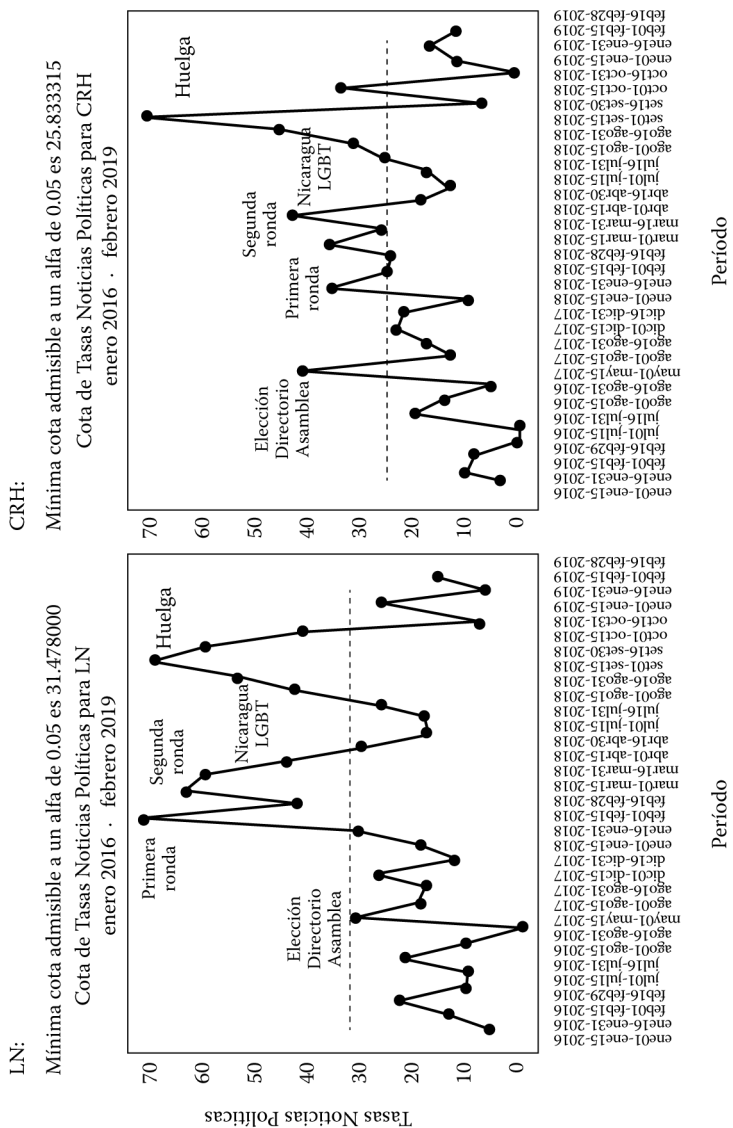 LN:
Mínima cota admisible a un alfa de 0.05 es 31.478000
Cota de Tasas Noticias Políticas para LN
enero 2016 · febrero 2019
Tasas Noticias Políticas
70
60
50
40
30
20
10
0
Elección
Directorio
Asamblea
Primera
ronda
Segunda
ronda
Nicaragua
LGBT
Huelga
ene01-ene15-2016
ene16-ene31-2016
feb01-feb15-2016
feb16-feb29-2016
jul01-jul15-2016
jul16-jul31-2016
ago01-ago15-2016
ago16-ago31-2016
may01-may15-2017
ago01-ago15-2017
ago16-ago31-2017
dic01-dic15-2017
dic16-dic31-2017
ene01-ene15-2018
ene16-ene31-2018
feb01-feb15-2018
feb16-feb28-2018
mar01-mar15-2018
mar16-mar31-2018
abr01-abr15-2018
abr16-abr30-2018
jul01-jul15-2018
jul16-jul31-2018
ago01-ago15-2018
ago16-ago31-2018
set01-set15-2018
set16-set30-2018
oct01-oct15-2018
oct16-oct31-2018
ene01-ene15-2019
ene16-ene31-2019
feb01-feb15-2019
feb16-feb28-2019
Período
CRH:
Mínima cota admisible a un alfa de 0.05 es 25.833315
Cota de Tasas Noticias Políticas para CRH
enero 2016 · febrero 2019
70
60
50
40
30
20
10
0
Elección
Directorio
Asamblea
Primera
ronda
Segunda
ronda
Nicaragua
LGBT
Huelga
ene01-ene15-2016
ene16-ene31-2016
feb01-feb15-2016
feb16-feb29-2016
jul01-jul15-2016
jul16-jul31-2016
ago01-ago15-2016
ago16-ago31-2016
may01-may15-2017
ago01-ago15-2017
ago16-ago31-2017
dic01-dic15-2017
dic16-dic31-2017
ene01-ene15-2018
ene16-ene31-2018
feb01-feb15-2018
feb16-feb28-2018
mar01-mar15-2018
mar16-mar31-2018
abr01-abr15-2018
abr16-abr30-2018
jul01-jul15-2018
jul16-jul31-2018
ago01-ago15-2018
ago16-ago31-2018
set01-set15-2018
set16-set30-2018
oct01-oct15-2018
oct16-oct31-2018
ene01-ene15-2019
ene16-ene31-2019
feb01-feb15-2019
feb16-feb28-2019
Período